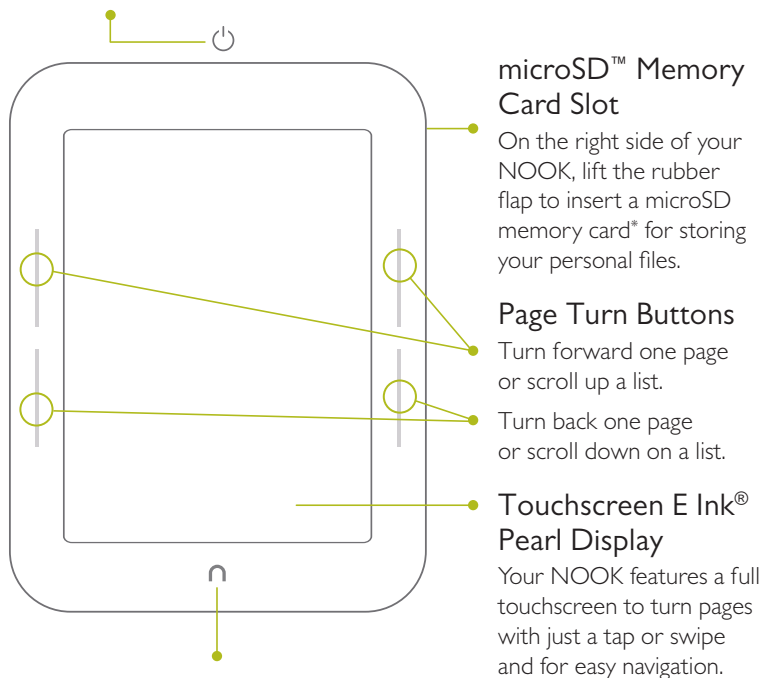 microSD™ Memory
Card Slot
On the right side of your
NOOK, lift the rubber
flap to insert a microSD
memory card* for storing
your personal files.
Page Turn Buttons
Turn forward one page
or scroll up a list.
Turn back one page
or scroll down on a list.
Touchscreen E Ink®
Pearl Display
Your NOOK features a full
touchscreen to turn pages
with just a tap or swipe
and for easy navigation.